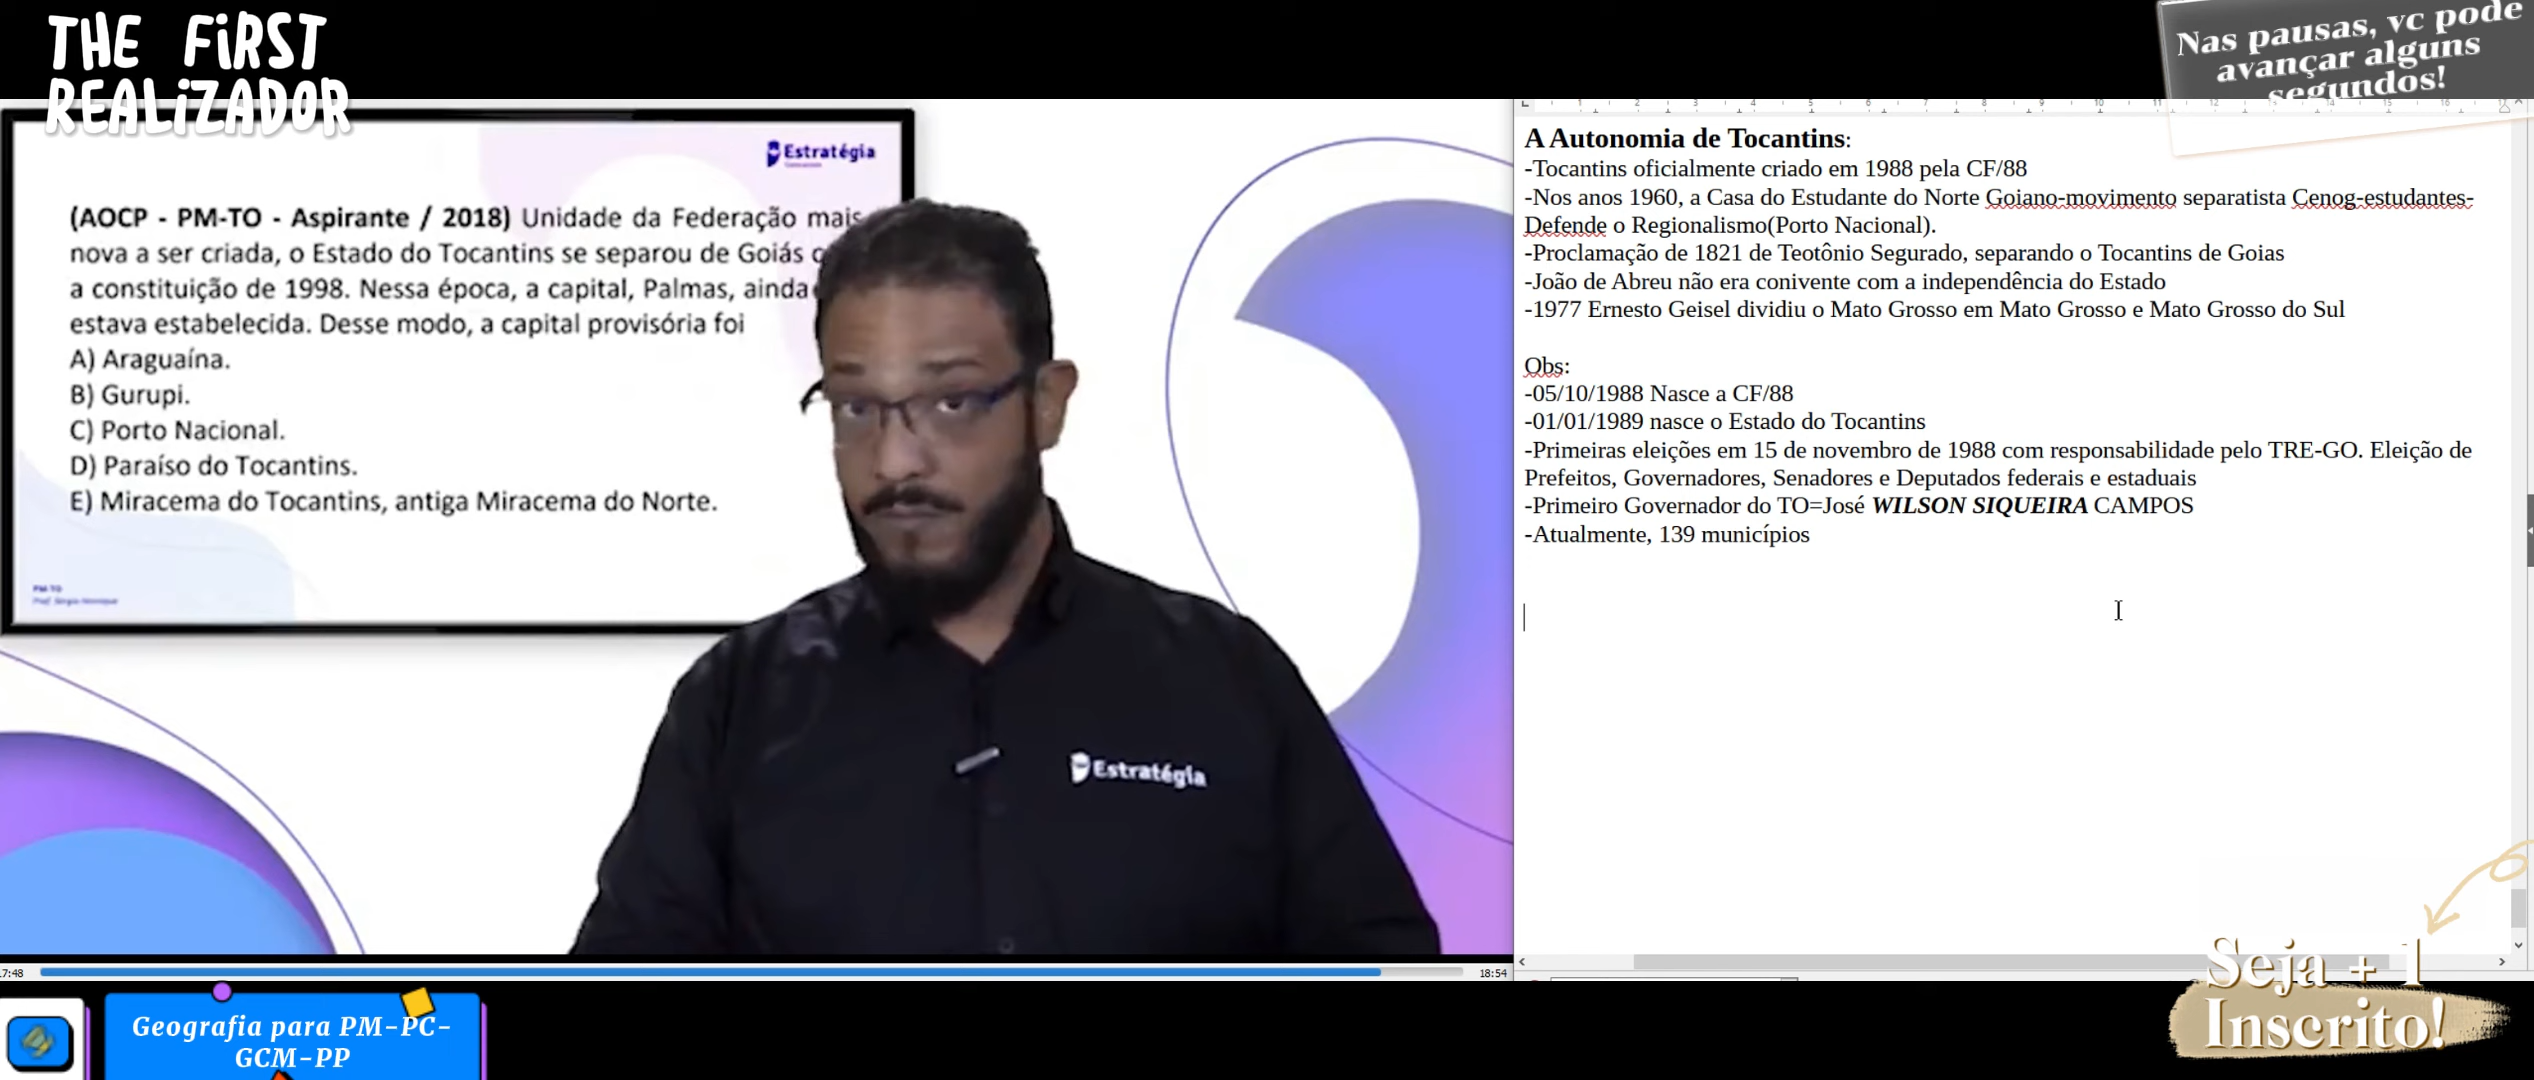 THE FiRST
REALiZADOR
Nas pausas, vc pode
avançar alguns
segundos!
Estratégia
(AOCP - PM-TO - Aspirante / 2018) Unidade da Federação mais
nova a ser criada, o Estado do Tocantins se separou de Goiás
a constituição de 1998. Nessa época, a capital, Palmas, ainda
estava estabelecida. Desse modo, a capital provisória foi
A) Araguaína.
B) Gurupi.
C) Porto Nacional.
D) Paraíso do Tocantins.
E) Miracema do Tocantins, antiga Miracema do Norte.
PM-TO
Prof. Sérgio Henrique
Estratégia
17:48
18:54
A Autonomia de Tocantins:
-Tocantins oficialmente criado em 1988 pela CF/88
-Nos anos 1960, a Casa do Estudante do Norte Goiano-movimento separatista Cenog-estudantes-
Defende o Regionalismo(Porto Nacional).
-Proclamação de 1821 de Teotônio Segurado, separando o Tocantins de Goias
-João de Abreu não era conivente com a independência do Estado
-1977 Ernesto Geisel dividiu o Mato Grosso em Mato Grosso e Mato Grosso do Sul
Obs:
-05/10/1988 Nasce a CF/88
-01/01/1989 nasce o Estado do Tocantins
-Primeiras eleições em 15 de novembro de 1988 com responsabilidade pelo TRE-GO. Eleição de
Prefeitos, Governadores, Senadores e Deputados federais e estaduais
-Primeiro Governador do TO=José WILSON SIQUEIRA CAMPOS
-Atualmente, 139 municípios
Geografia para PM-PC-
GCM-PP
Seja + 1
Inscrito!